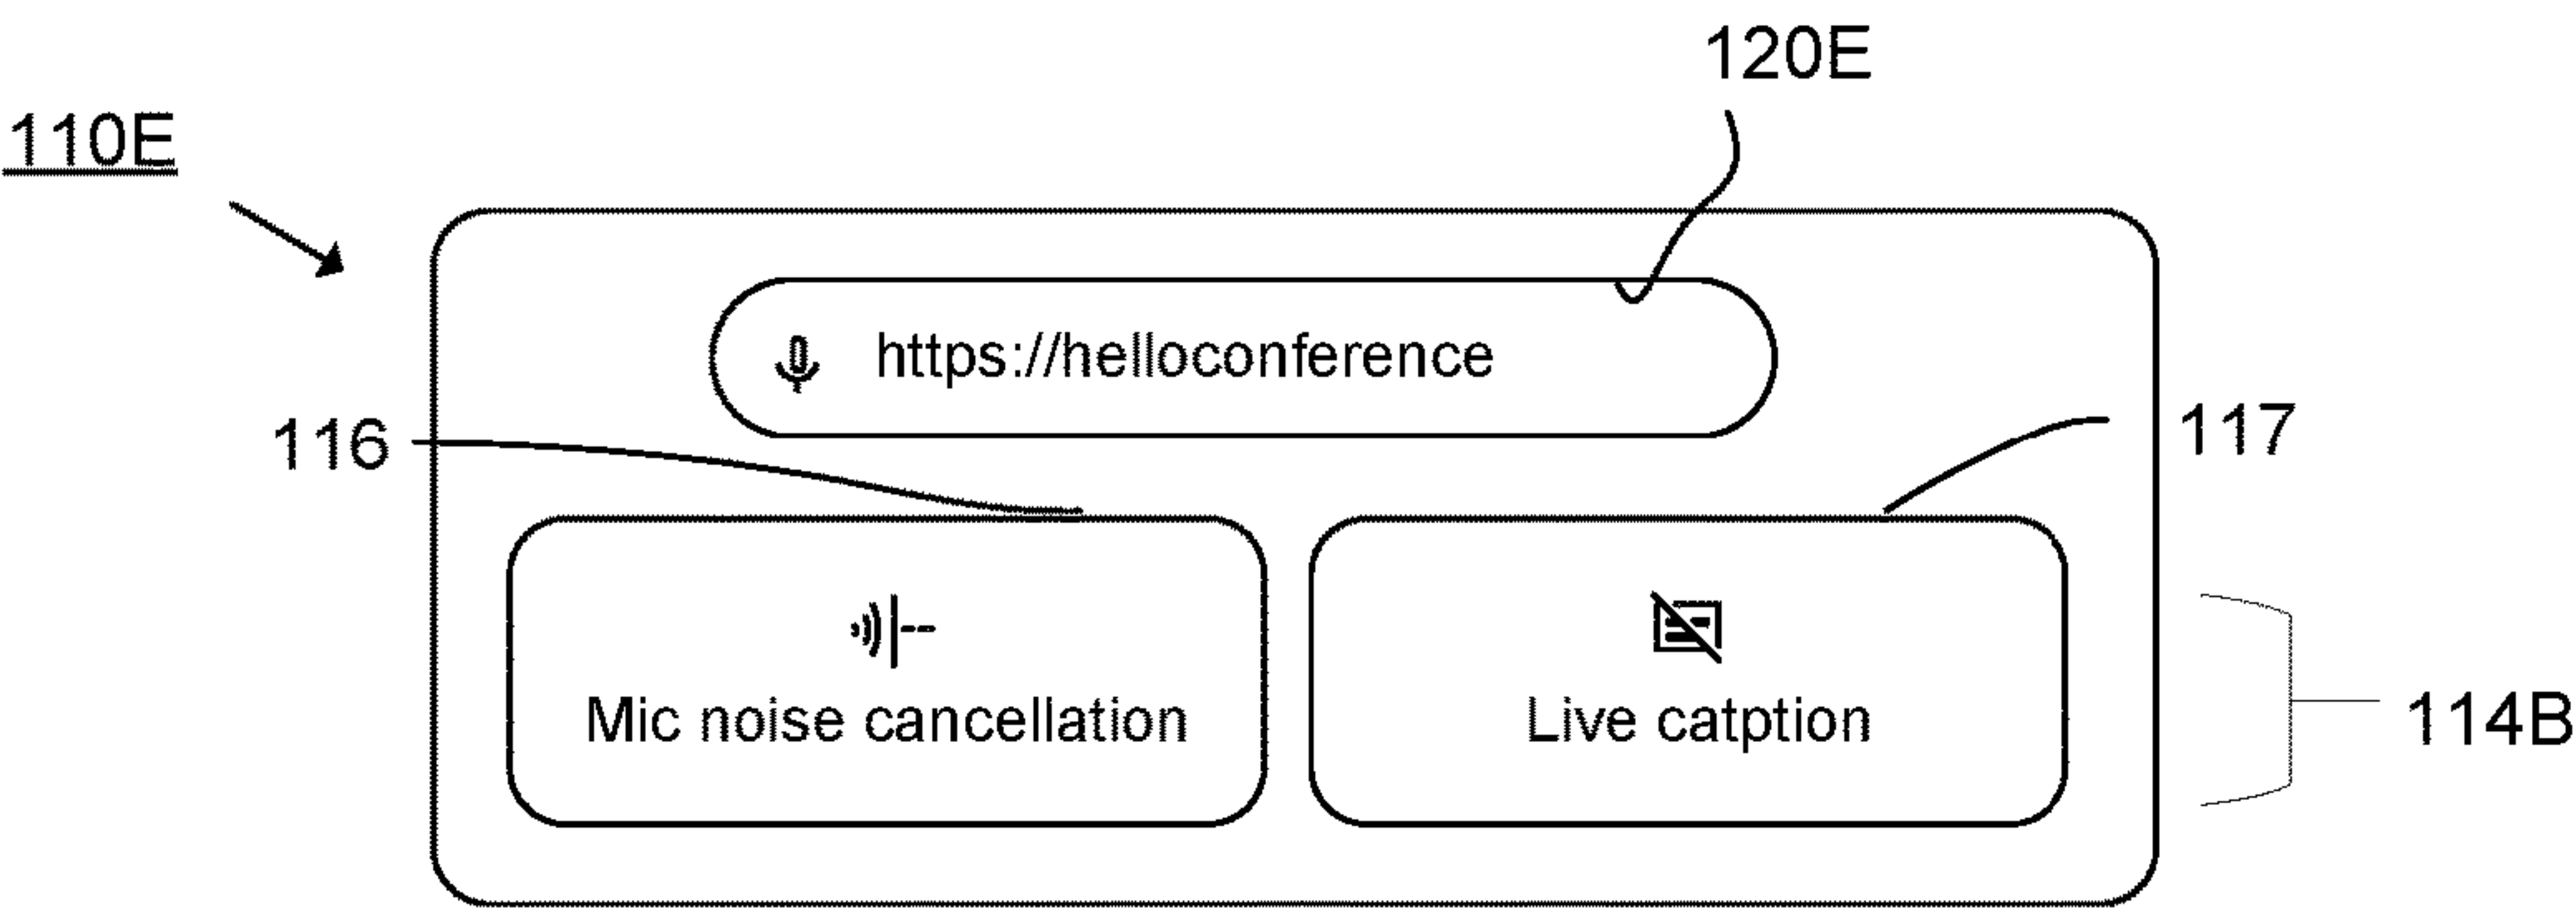 120E
110E
https://helloconference
116
117
Mic noise cancellation
Live catption
114B